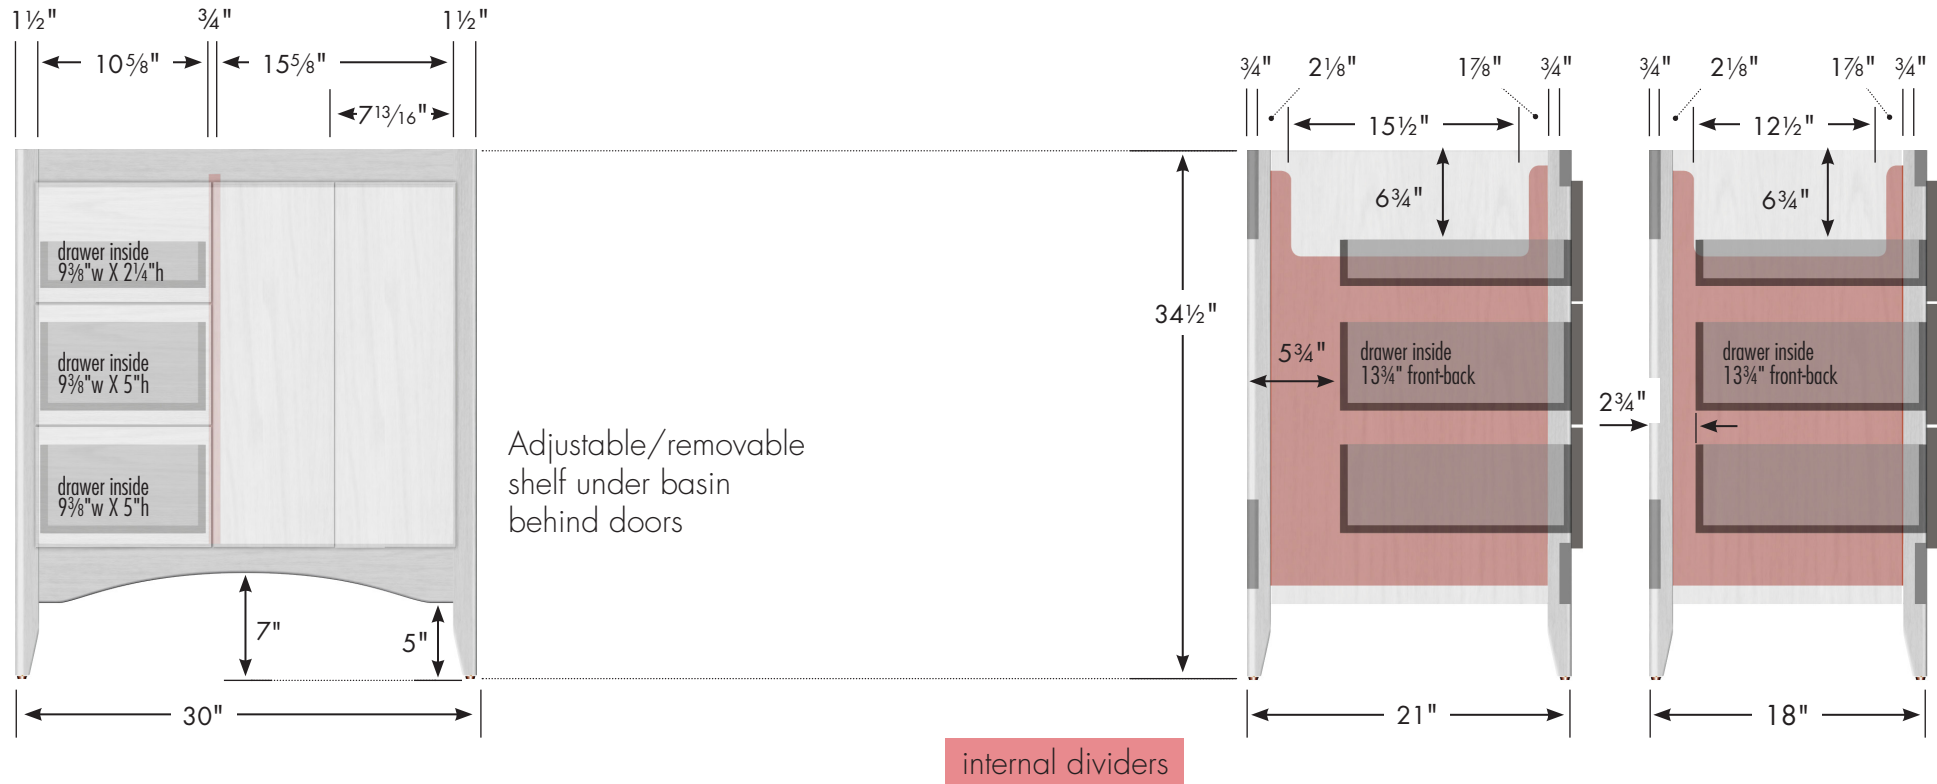 1½" ¾" 1½"
10⅝" 15⅝"
7 13/16"
drawer inside
9⅜"w X 2¼"h
drawer inside
9⅜"w X 5"h
drawer inside
9⅜"w X 5"h
7"
5"
30"
Adjustable/removable
shelf under basin
behind doors
34½"
¾" 2⅛" 1⅞" ¾"
15½"
6¾"
5¾"
drawer inside
13¾" front-back
21"
¾" 2⅛" 1⅞" ¾"
12½"
6¾"
drawer inside
13¾" front-back
2¾"
18"
internal dividers